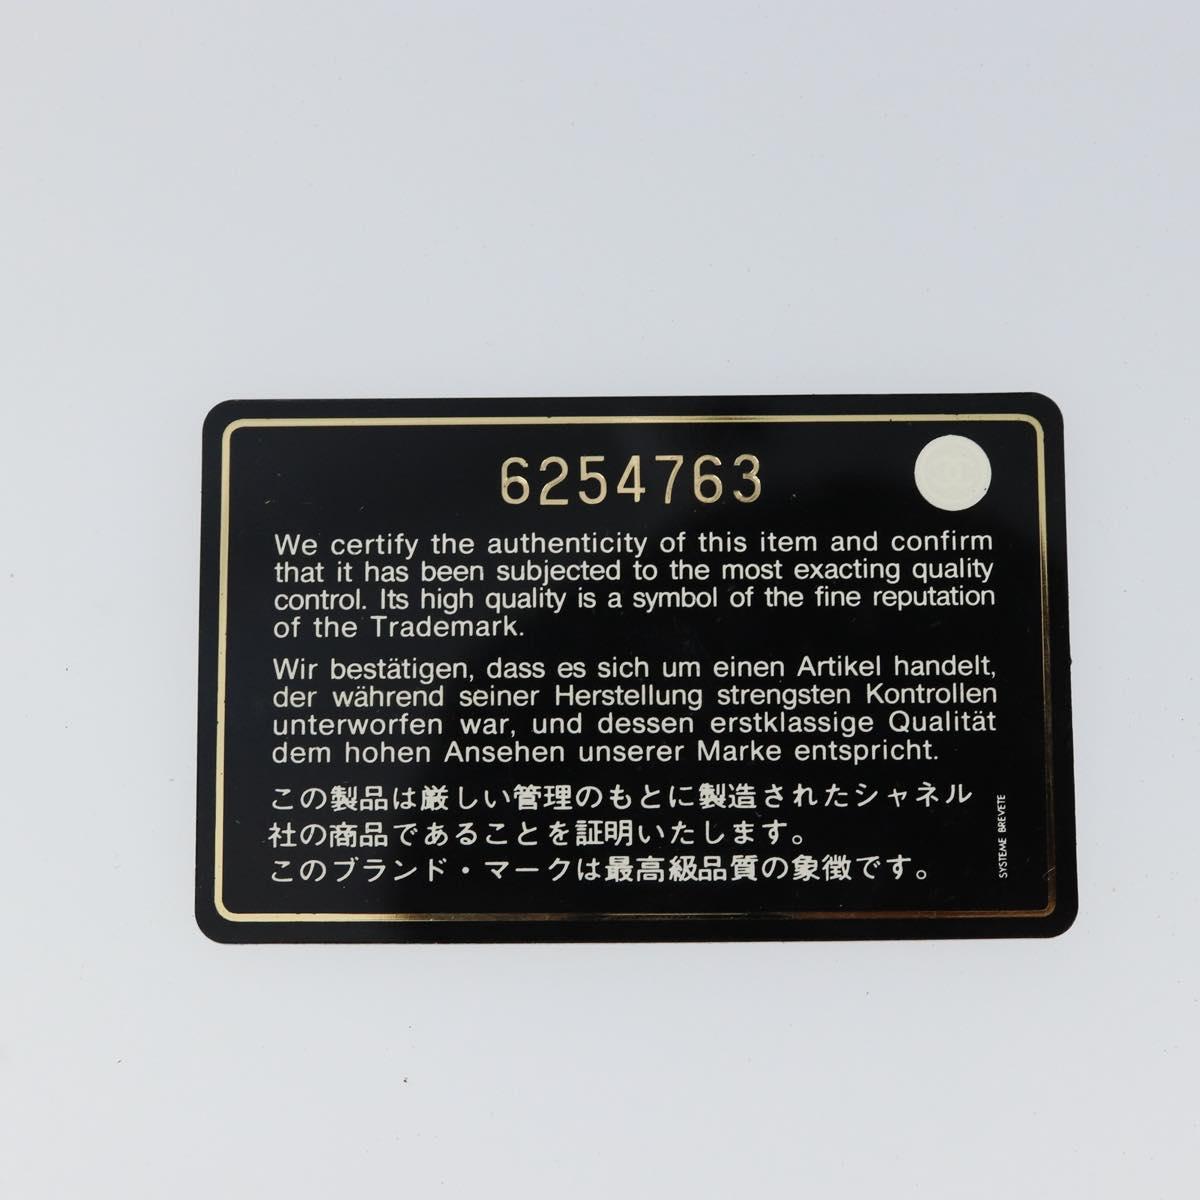 6254763
We certify the authenticity of this item and confirm
that it has been subjected to the most exacting quality
control. Its high quality is a symbol of the fine reputation
of the Trademark.
Wir bestätigen, dass es sich um einen Artikel handelt,
der während seiner Herstellung strengsten Kontrollen
unterworfen war, und dessen erstklassige Qualität
dem hohen Ansehen unserer Marke entspricht.
この製品は厳しい管理のもとに製造されたシャネル
社の商品であることを証明いたします。
このブランド・マークは最高級品質の象徴です。
SYSTEME BREVETE